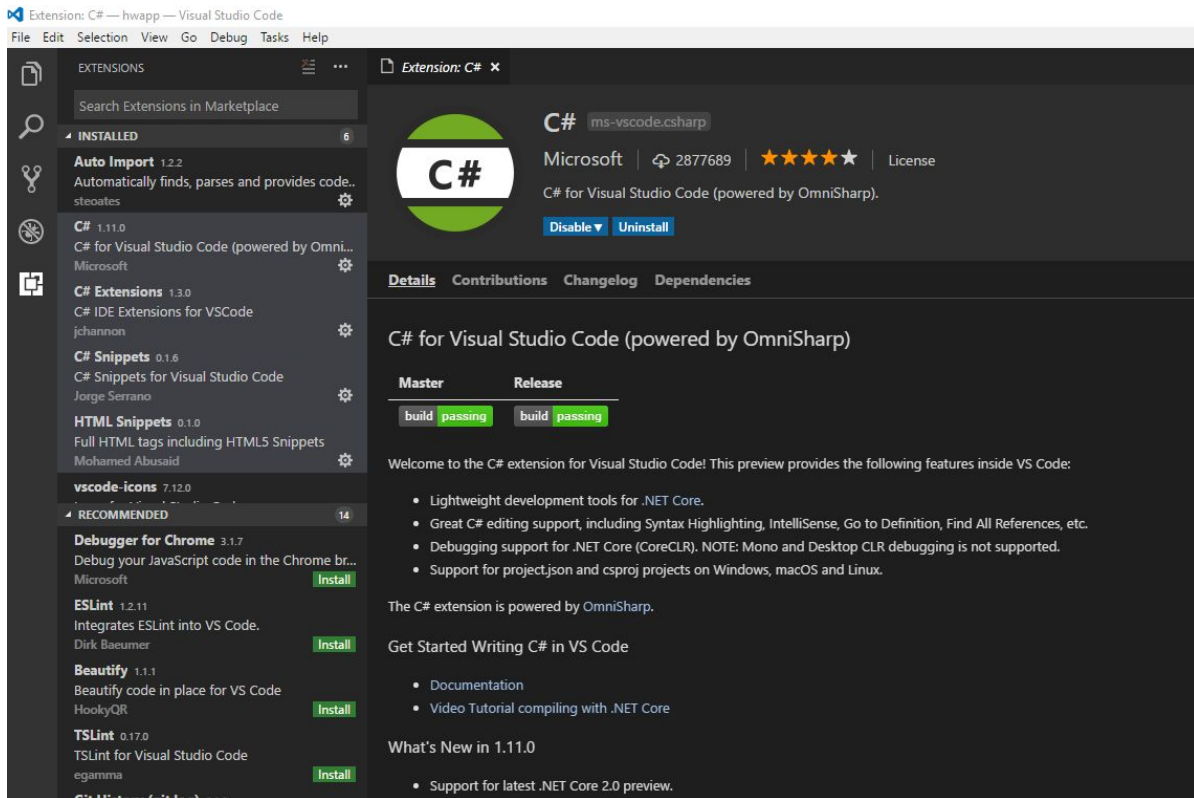 Extension: C# — hwapp — Visual Studio Code
File Edit Selection View Go Debug Tasks Help
EXTENSIONS
Search Extensions in Marketplace
INSTALLED 6
Auto Import 1.2.2
Automatically finds, parses and provides code..
steoates
C# 1.11.0
C# for Visual Studio Code (powered by Omni...
Microsoft
C# Extensions 1.3.0
C# IDE Extensions for VSCode
jchannon
C# Snippets 0.1.6
C# Snippets for Visual Studio Code
Jorge Serrano
HTML Snippets 0.1.0
Full HTML tags including HTML5 Snippets
Mohamed Abusaid
vscode-icons 7.12.0
RECOMMENDED 14
Debugger for Chrome 3.1.7
Debug your JavaScript code in the Chrome br...
Microsoft Install
ESLint 1.2.11
Integrates ESLint into VS Code.
Dirk Baeumer Install
Beautify 1.1.1
Beautify code in place for VS Code
HookyQR Install
TSLint 0.17.0
TSLint for Visual Studio Code
egamma Install
Extension: C#
C#
C# ms-vscode.csharp
Microsoft 2877689 License
C# for Visual Studio Code (powered by OmniSharp).
Disable Uninstall
Details Contributions Changelog Dependencies
C# for Visual Studio Code (powered by OmniSharp)
Master Release
build passing build passing
Welcome to the C# extension for Visual Studio Code! This preview provides the following features inside VS Code:
• Lightweight development tools for .NET Core.
• Great C# editing support, including Syntax Highlighting, IntelliSense, Go to Definition, Find All References, etc.
• Debugging support for .NET Core (CoreCLR). NOTE: Mono and Desktop CLR debugging is not supported.
• Support for project.json and csproj projects on Windows, macOS and Linux.
The C# extension is powered by OmniSharp.
Get Started Writing C# in VS Code
• Documentation
• Video Tutorial compiling with .NET Core
What's New in 1.11.0
• Support for latest .NET Core 2.0 preview.